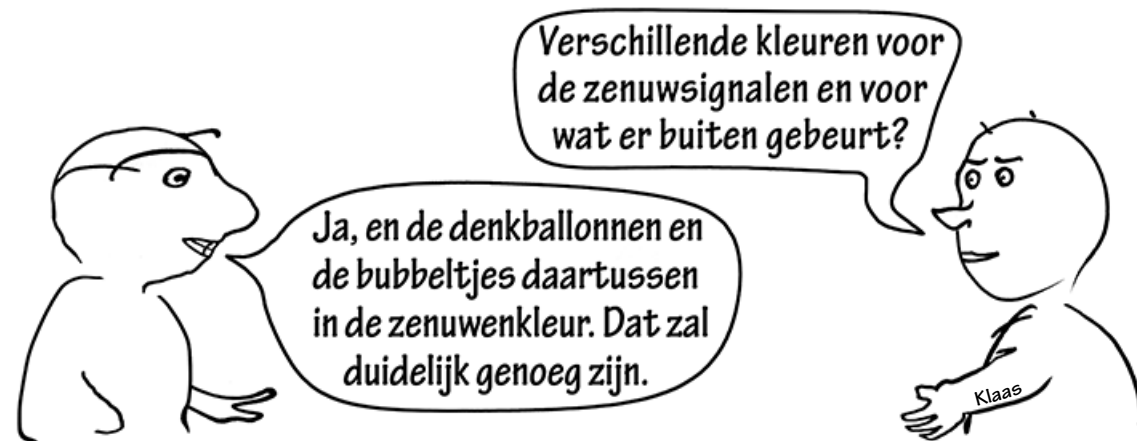 Verschillende kleuren voor
de zenuwsignalen en voor
wat er buiten gebeurt?
Ja, en de denkballonnen en
de bubbeltjes daartussen
in de zenuwenkleur. Dat zal
duidelijk genoeg zijn.
Klaas